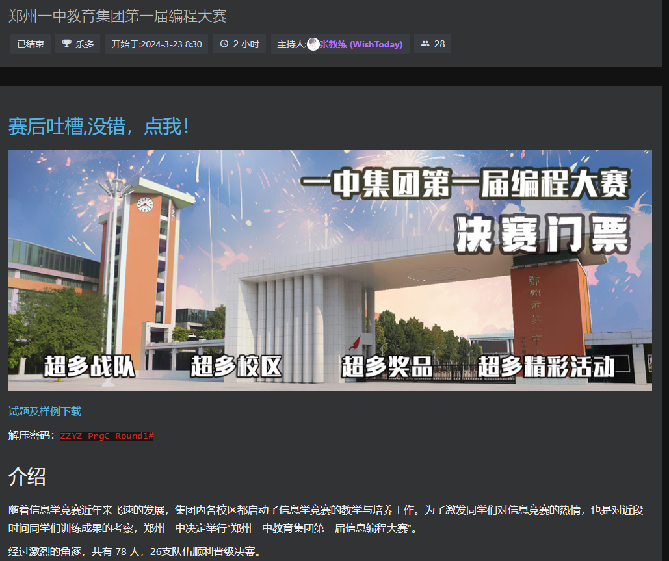 郑州一中教育集团第一届编程大赛
已结束 乐多 开始于:2024-3-23 8:30 2 小时 主持人: 张教练 (WishToday) 28
赛后吐槽,没错，点我！
一中集团第一届编程大赛
决赛门票
超多战队 超多校区 超多奖品 超多精彩活动
试题及样例下载
解压密码：ZZYZ PrgC Round1#
介绍
随着信息学竞赛近年来飞速的发展，集团内各校区都启动了信息学竞赛的教学与培养工作。为了激发同学们对信息竞赛的热情，也是对近段
时间同学们训练成果的考察，郑州一中决定举行“郑州一中教育集团第一届信息编程大赛”。
经过激烈的角逐，共有 78 人，26支队伍顺利晋级决赛。